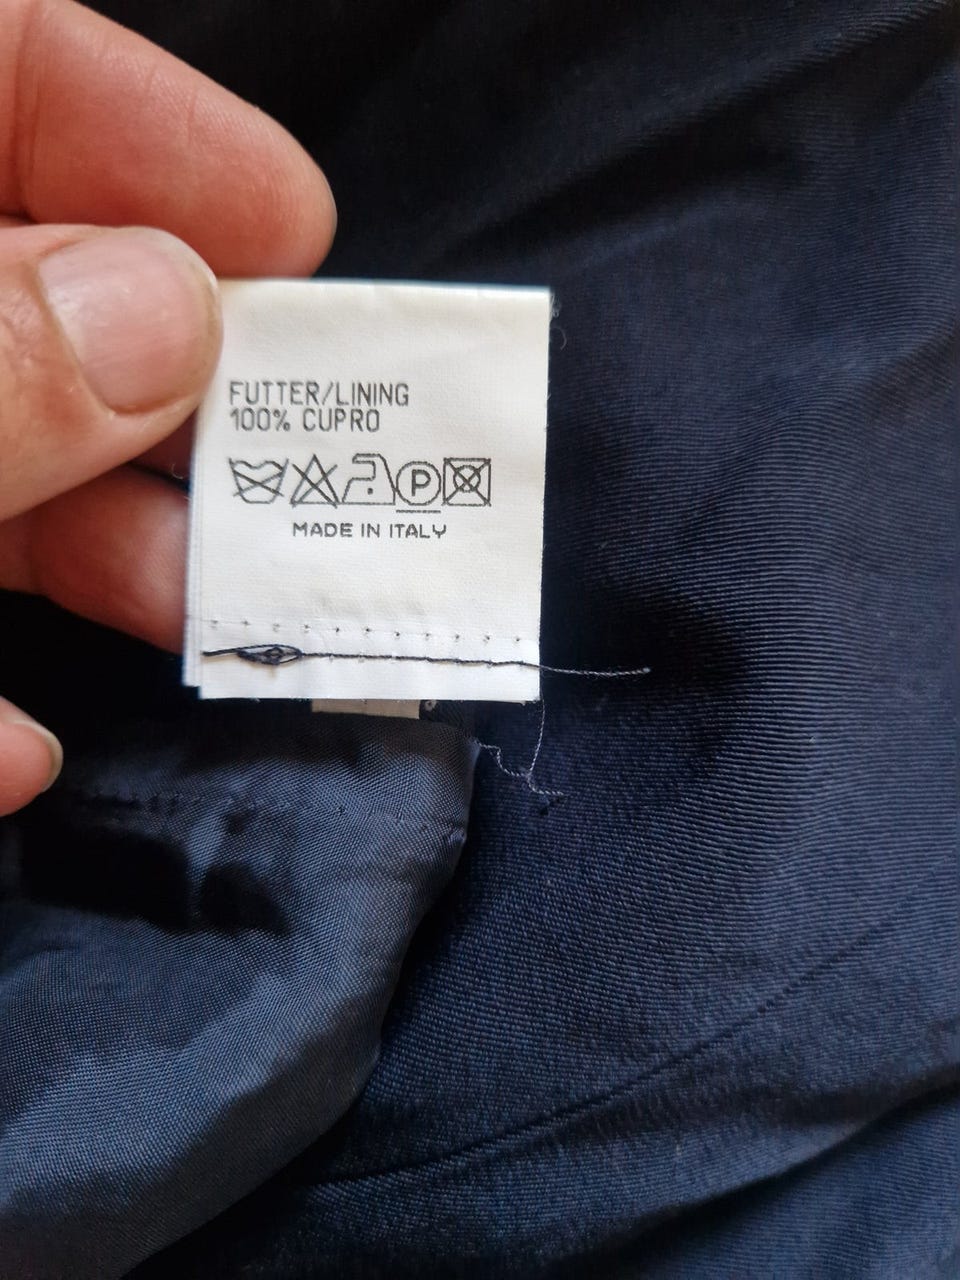 FUTTER/LINING
100% CUPRO
P
MADE IN ITALY